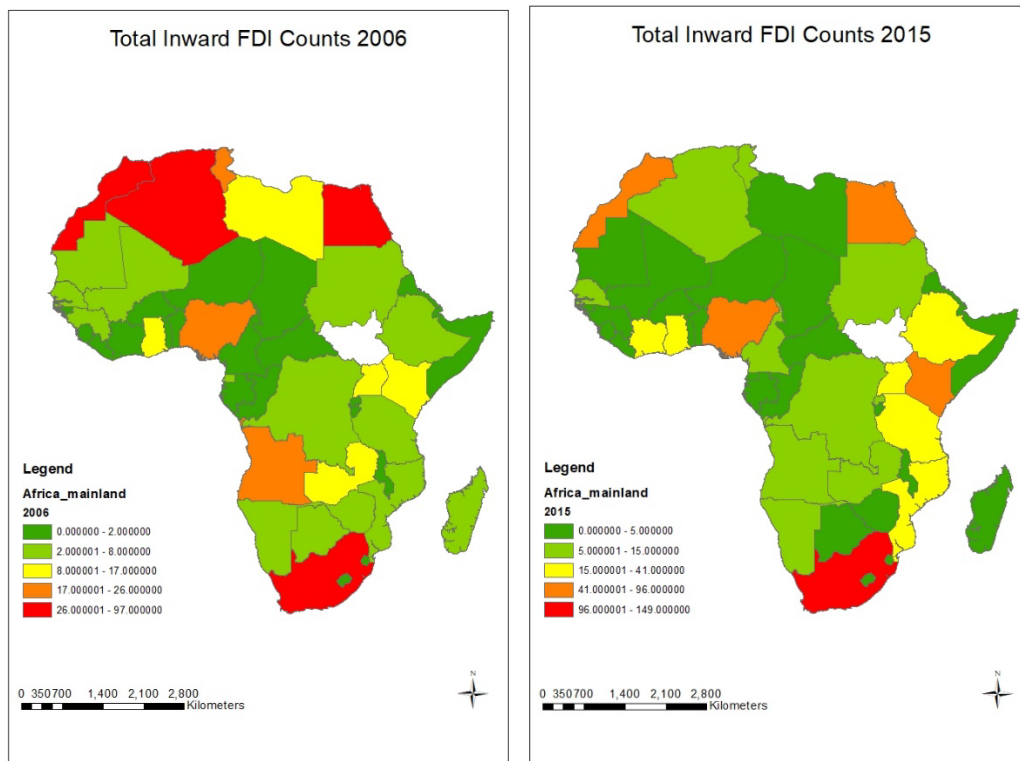 Total Inward FDI Counts 2006
Legend
Africa_mainland
2006
0.000000 - 2.000000
2.000001 - 8.000000
8.000001 - 17.000000
17.000001 - 26.000000
26.000001 - 97.000000
0 350700 1,400 2,100 2,800
Kilometers
N
Total Inward FDI Counts 2015
Legend
Africa_mainland
2015
0.000000 - 5.000000
5.000001 - 15.000000
15.000001 - 41.000000
41.000001 - 96.000000
96.000001 - 149.000000
0 350700 1,400 2,100 2,800
Kilometers
N